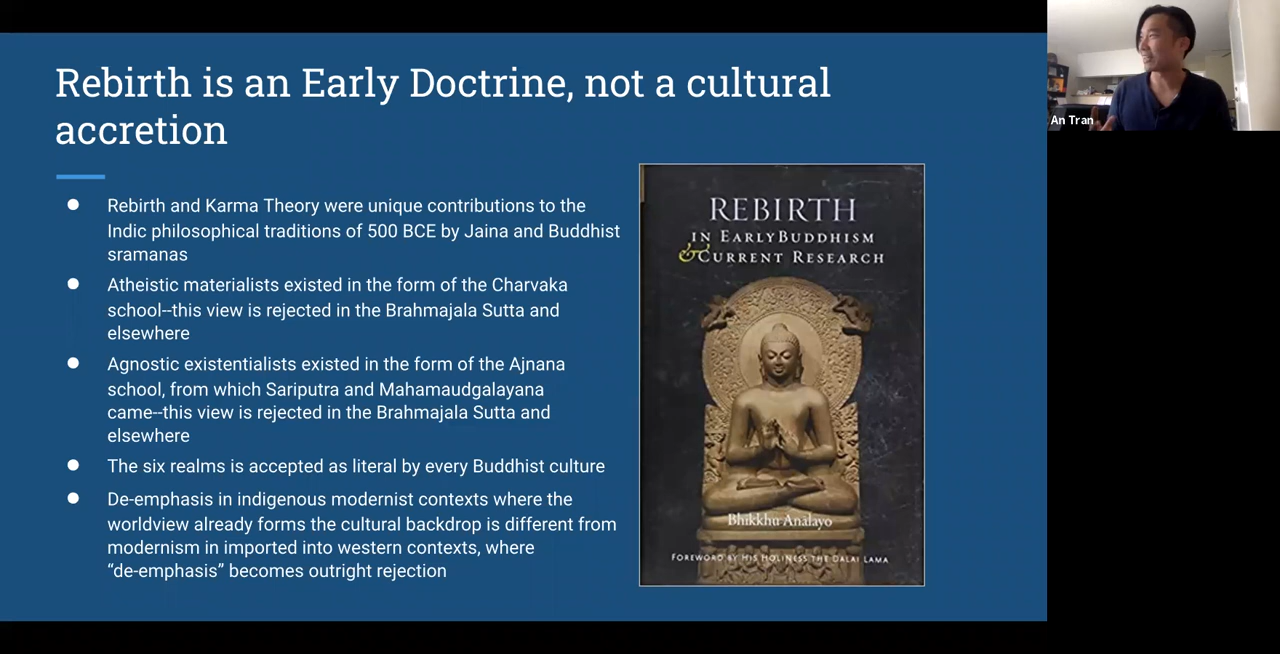 Rebirth is an Early Doctrine, not a cultural
accretion
● Rebirth and Karma Theory were unique contributions to the
Indic philosophical traditions of 500 BCE by Jaina and Buddhist
sramanas
● Atheistic materialists existed in the form of the Charvaka
school--this view is rejected in the Brahmajala Sutta and
elsewhere
● Agnostic existentialists existed in the form of the Ajnana
school, from which Sariputra and Mahamaudgalayana
came--this view is rejected in the Brahmajala Sutta and
elsewhere
● The six realms is accepted as literal by every Buddhist culture
● De-emphasis in indigenous modernist contexts where the
worldview already forms the cultural backdrop is different from
modernism in imported into western contexts, where
“de-emphasis” becomes outright rejection
REBIRTH
IN EARLY BUDDHISM
& CURRENT RESEARCH
Bhikkhu Anālayo
FOREWORD BY HIS HOLINESS THE DALAI LAMA
An Tran